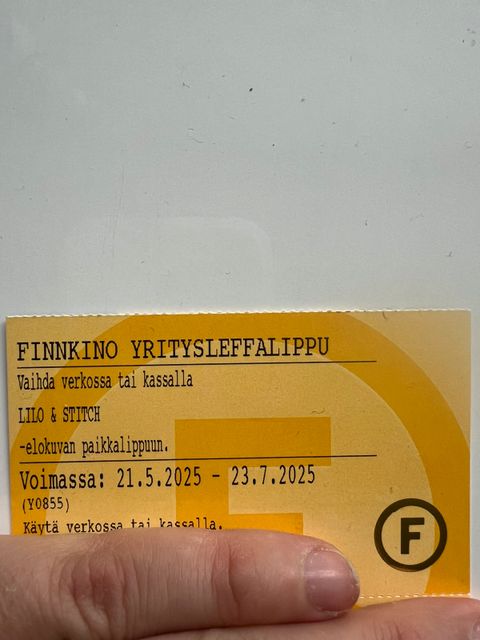 FINNKINO YRITYSLEFFALIPPU
Vaihda verkossa tai kassalla
LILO & STITCH
-elokuvan paikkalippuun.
Voimassa: 21.5.2025 - 23.7.2025
(Y0855)
Käytä verkossa tai kassalla.
F